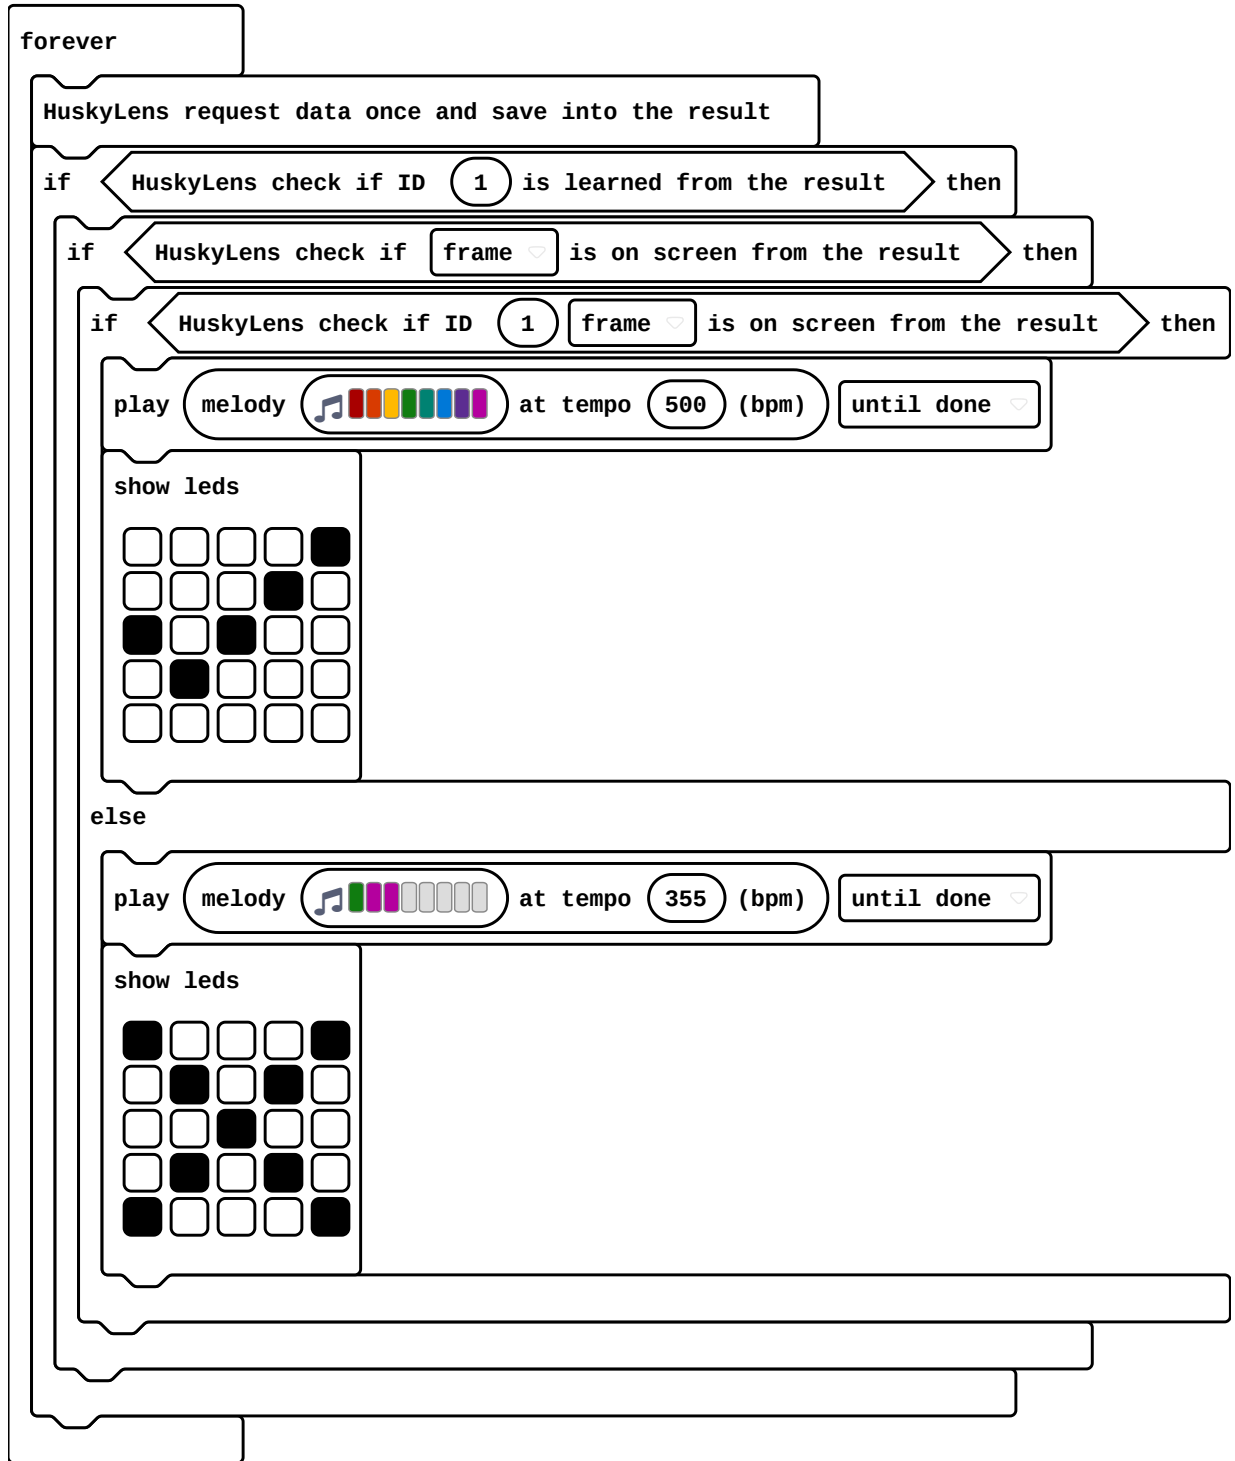 forever
HuskyLens request data once and save into the result
if HuskyLens check if ID 1 is learned from the result then
if HuskyLens check if frame is on screen from the result then
if HuskyLens check if ID 1 frame is on screen from the result then
play melody at tempo 500 (bpm) until done
show leds
else
play melody at tempo 355 (bpm) until done
show leds